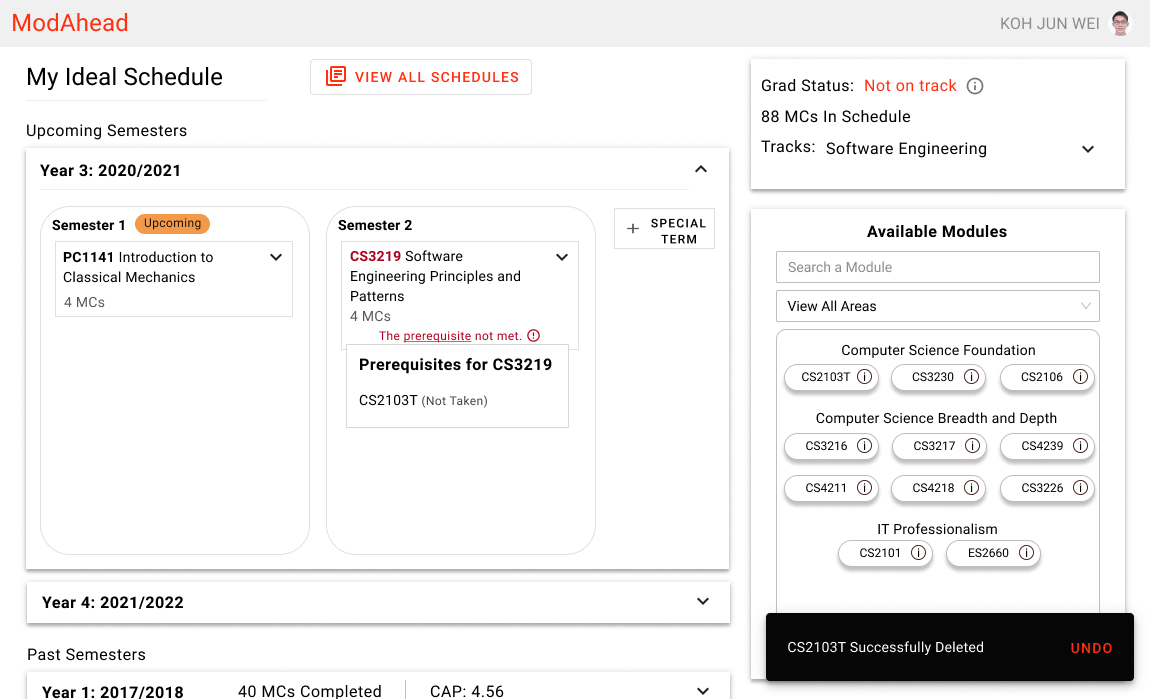 ModAhead
KOH JUN WEI
My Ideal Schedule
VIEW ALL SCHEDULES
Upcoming Semesters
Year 3: 2020/2021
Semester 1 Upcoming
PC1141 Introduction to
Classical Mechanics
4 MCs
Semester 2
CS3219 Software
Engineering Principles and
Patterns
4 MCs
The prerequisite not met.
Prerequisites for CS3219
CS2103T (Not Taken)
+ SPECIAL
TERM
Year 4: 2021/2022
Past Semesters
Year 1: 2017/2018 40 MCs Completed CAP: 4.56
Grad Status: Not on track
88 MCs In Schedule
Tracks: Software Engineering
Available Modules
Search a Module
View All Areas
Computer Science Foundation
CS2103T CS3230 CS2106
Computer Science Breadth and Depth
CS3216 CS3217 CS4239
CS4211 CS4218 CS3226
IT Professionalism
CS2101 ES2660
CS2103T Successfully Deleted UNDO